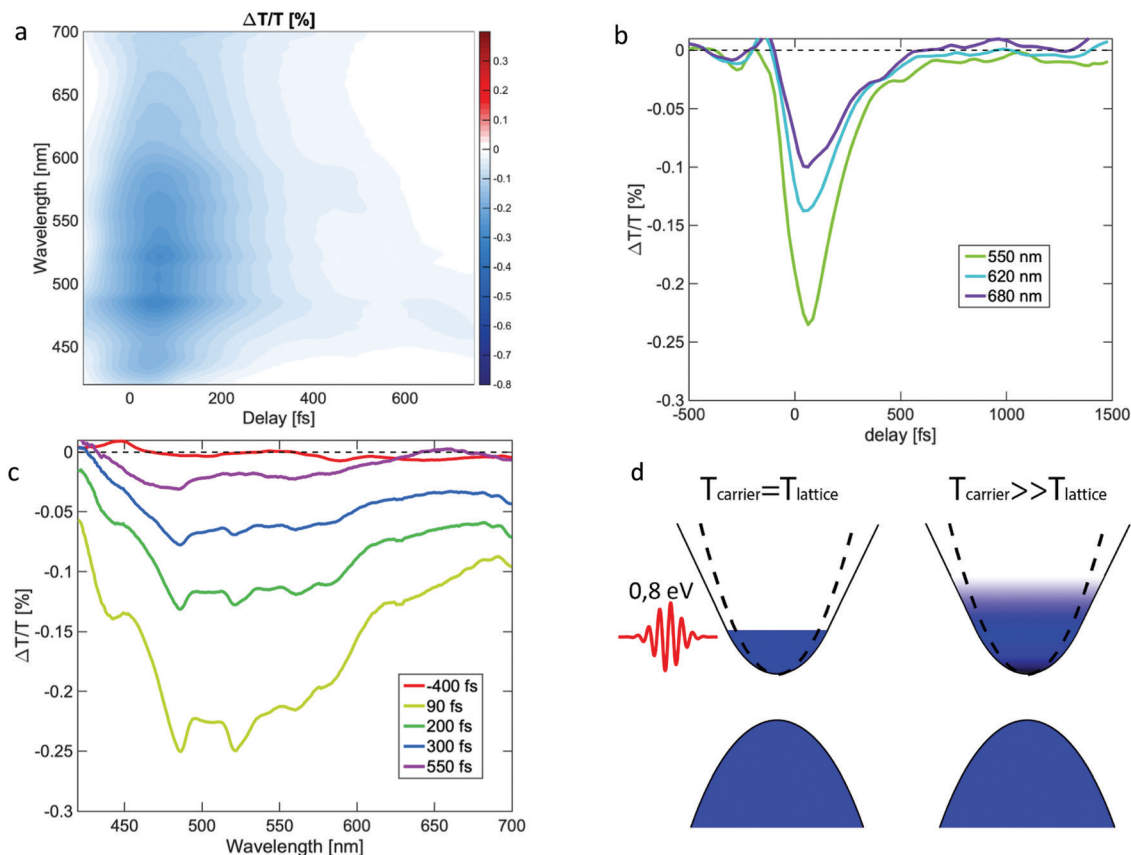 a
ΔT/T [%]
700
650
600
550
500
450
Wavelength [nm]
0
200
400
600
Delay [fs]
0.3
0.2
0.1
0
-0.1
-0.2
-0.3
-0.4
-0.5
-0.6
-0.7
-0.8
b
0
-0.05
-0.1
-0.15
-0.2
-0.25
-0.3
ΔT/T [%]
-500
0
500
1000
1500
delay [fs]
550 nm
620 nm
680 nm
c
0
-0.05
-0.1
-0.15
-0.2
-0.25
-0.3
ΔT/T [%]
450
500
550
600
650
700
Wavelength [nm]
-400 fs
90 fs
200 fs
300 fs
550 fs
d
Tcarrier=Tlattice
Tcarrier>>Tlattice
0,8 eV